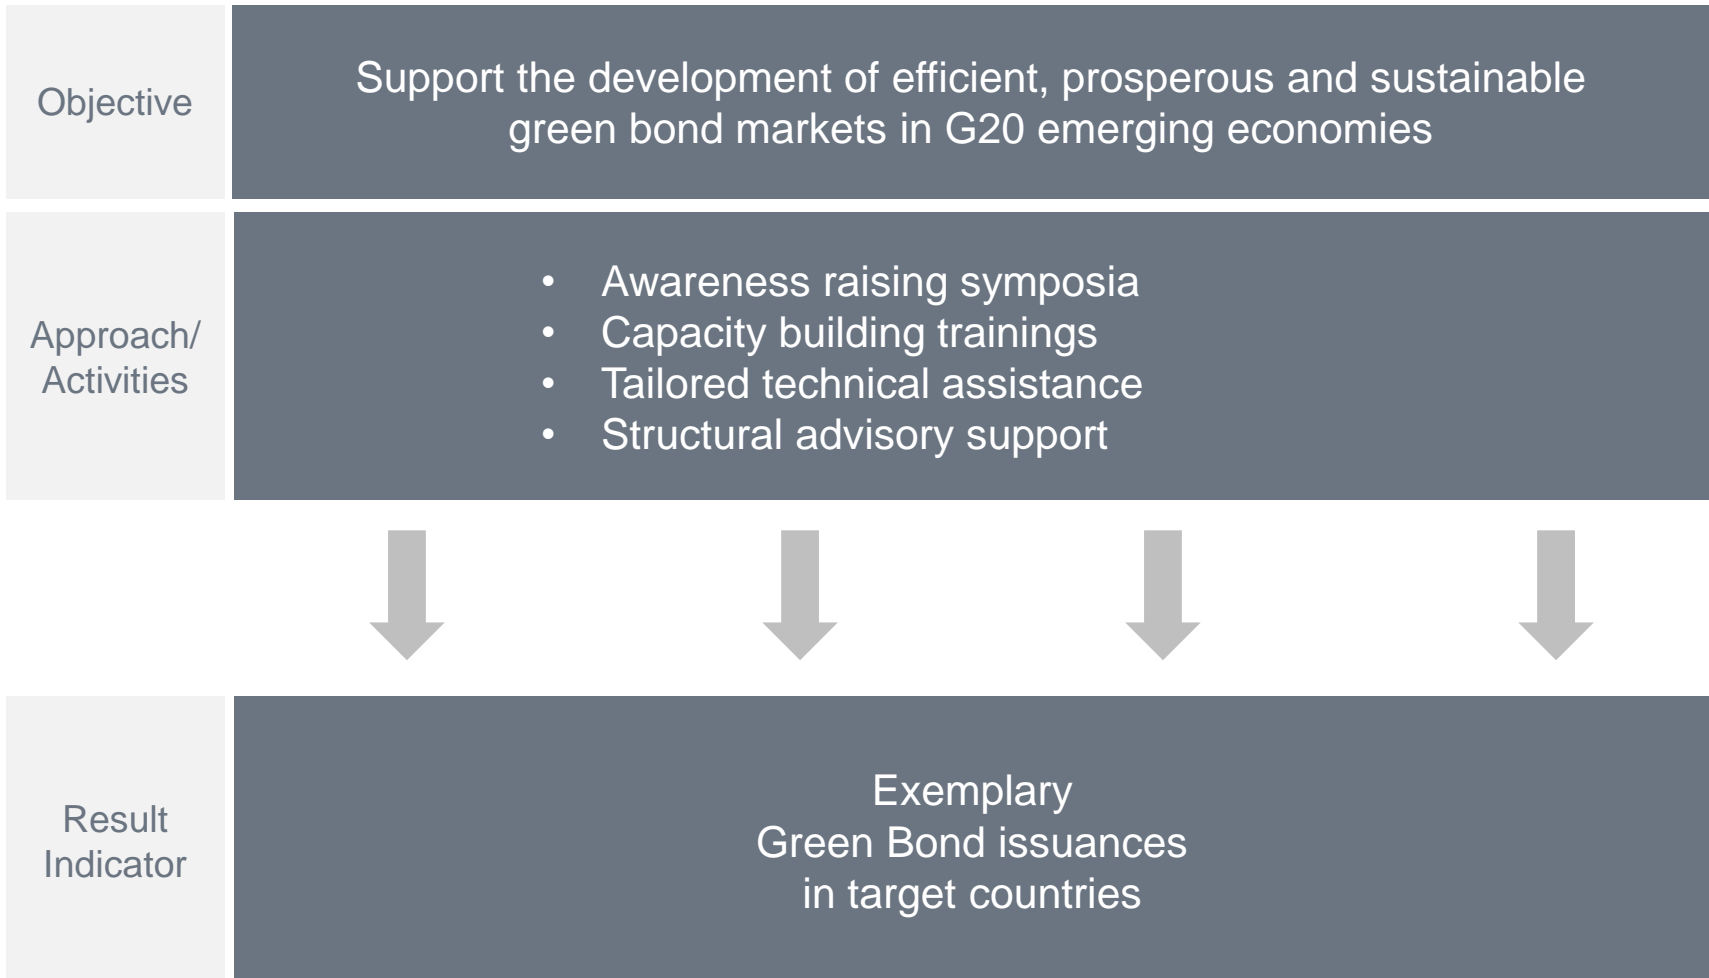 Objective
Support the development of efficient, prosperous and sustainable
green bond markets in G20 emerging economies
Approach/
Activities
• Awareness raising symposia
• Capacity building trainings
• Tailored technical assistance
• Structural advisory support
Result
Indicator
Exemplary
Green Bond issuances
in target countries